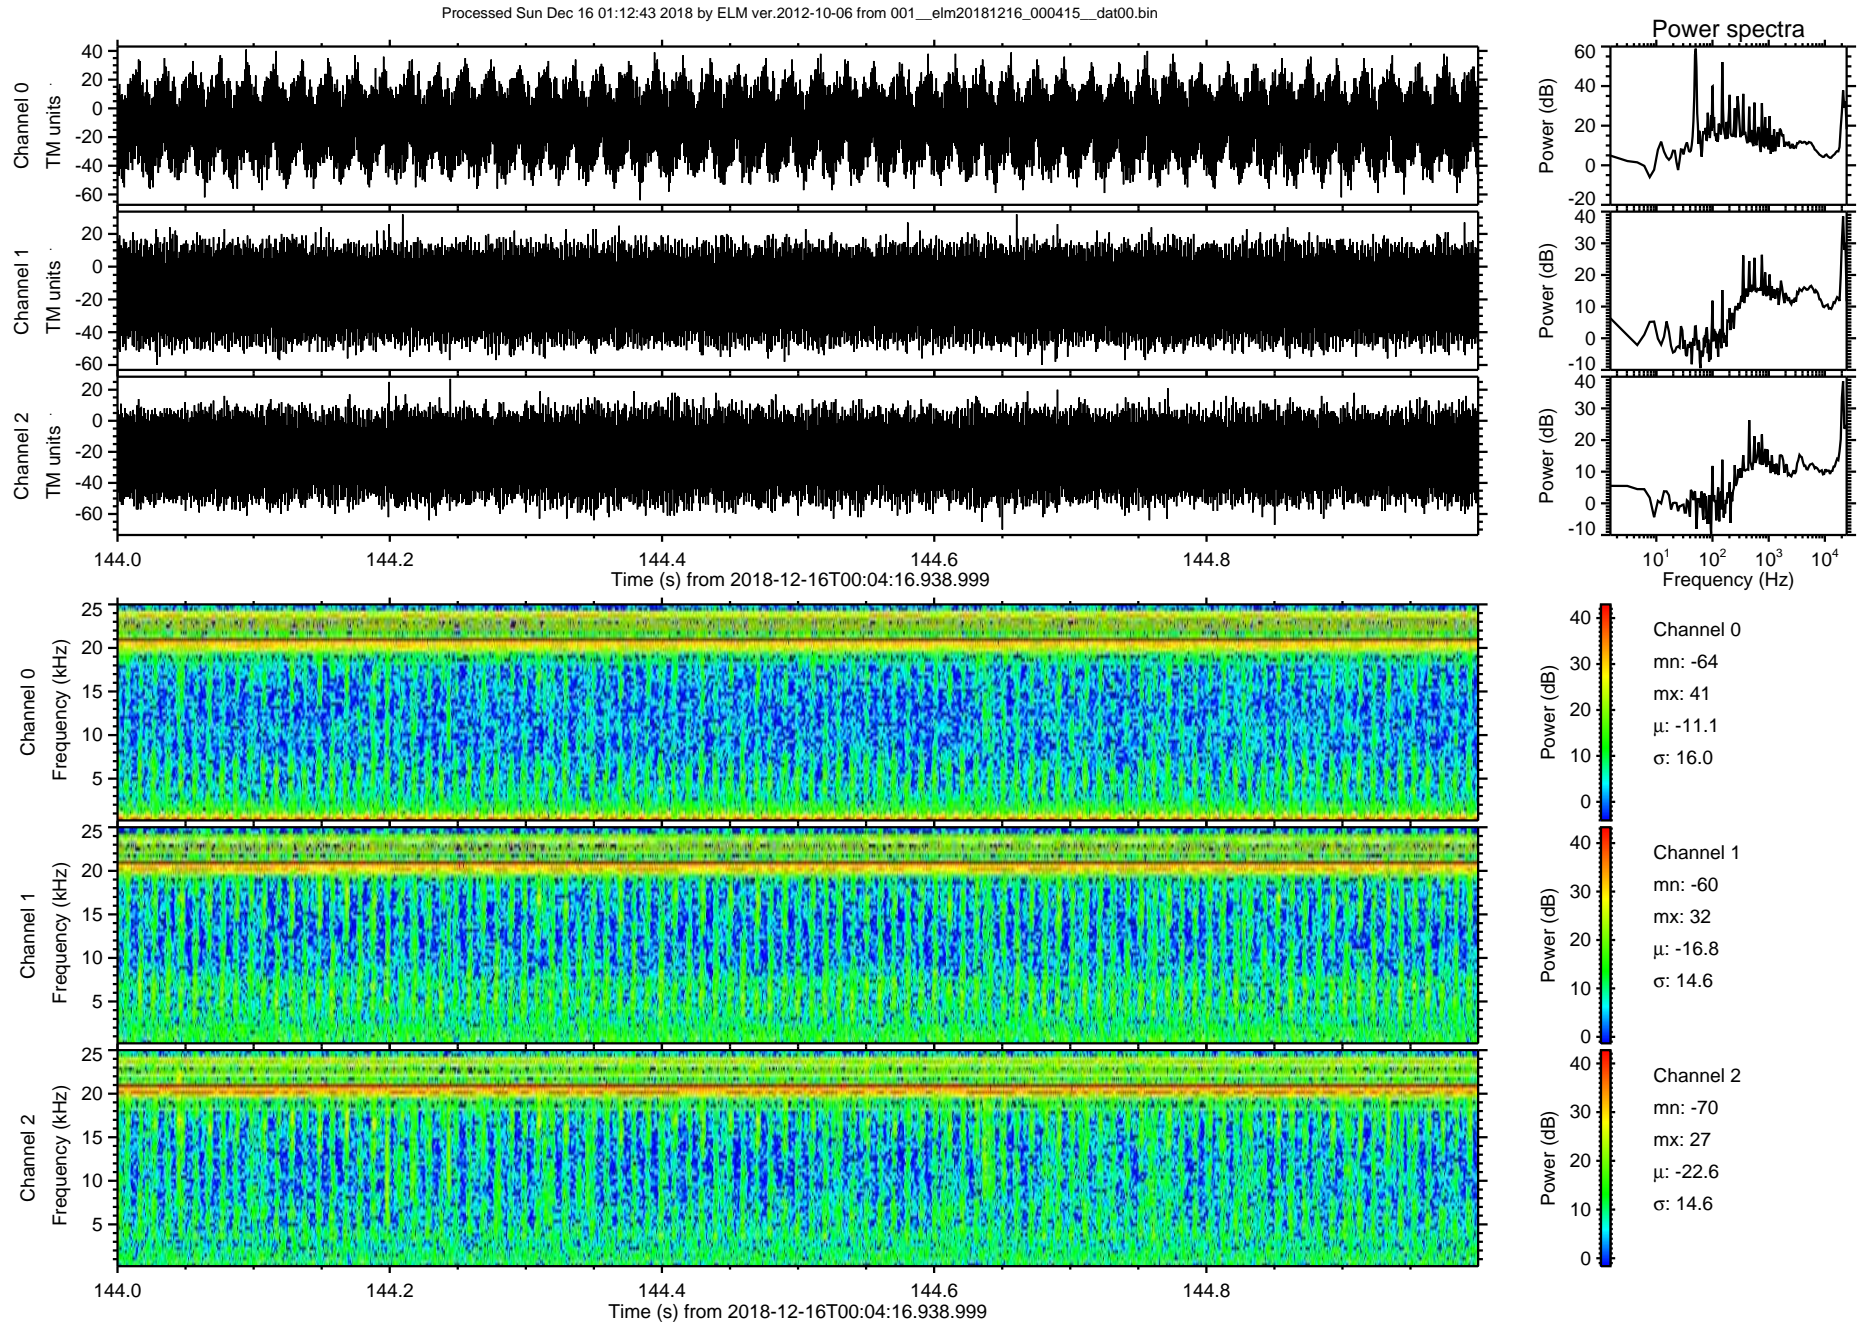 Processed Sun Dec 16 01:12:43 2018 by ELM ver.2012-10-06 from 001__elm20181216_000415__dat00.bin
Power spectra
Channel 0
TM units
40
20
0
-20
-40
-60
Power (dB)
60
40
20
0
-20
Channel 1
TM units
20
0
-20
-40
-60
Power (dB)
40
30
20
10
0
-10
Channel 2
TM units
20
0
-20
-40
-60
Power (dB)
40
30
20
10
0
-10
144.0 144.2 144.4 144.6 144.8
Time (s) from 2018-12-16T00:04:16.938.999
10¹ 10² 10³ 10⁴
Frequency (Hz)
Channel 0
Frequency (kHz)
25
20
15
10
5
Power (dB)
40
30
20
10
0
Channel 0
mn: -64
mx: 41
μ: -11.1
σ: 16.0
Channel 1
Frequency (kHz)
25
20
15
10
5
Power (dB)
40
30
20
10
0
Channel 1
mn: -60
mx: 32
μ: -16.8
σ: 14.6
Channel 2
Frequency (kHz)
25
20
15
10
5
Power (dB)
40
30
20
10
0
Channel 2
mn: -70
mx: 27
μ: -22.6
σ: 14.6
144.0 144.2 144.4 144.6 144.8
Time (s) from 2018-12-16T00:04:16.938.999